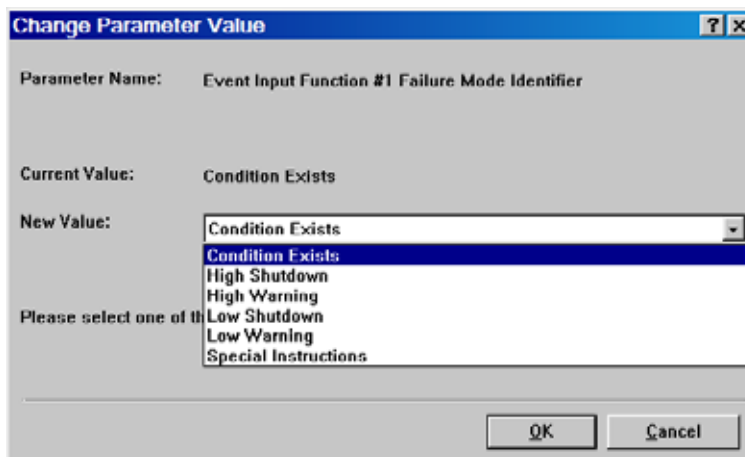 Change Parameter Value
Parameter Name: Event Input Function #1 Failure Mode Identifier
Current Value: Condition Exists
New Value: Condition Exists
Condition Exists
High Shutdown
High Warning
Please select one of th Low Shutdown
Low Warning
Special Instructions
OK Cancel